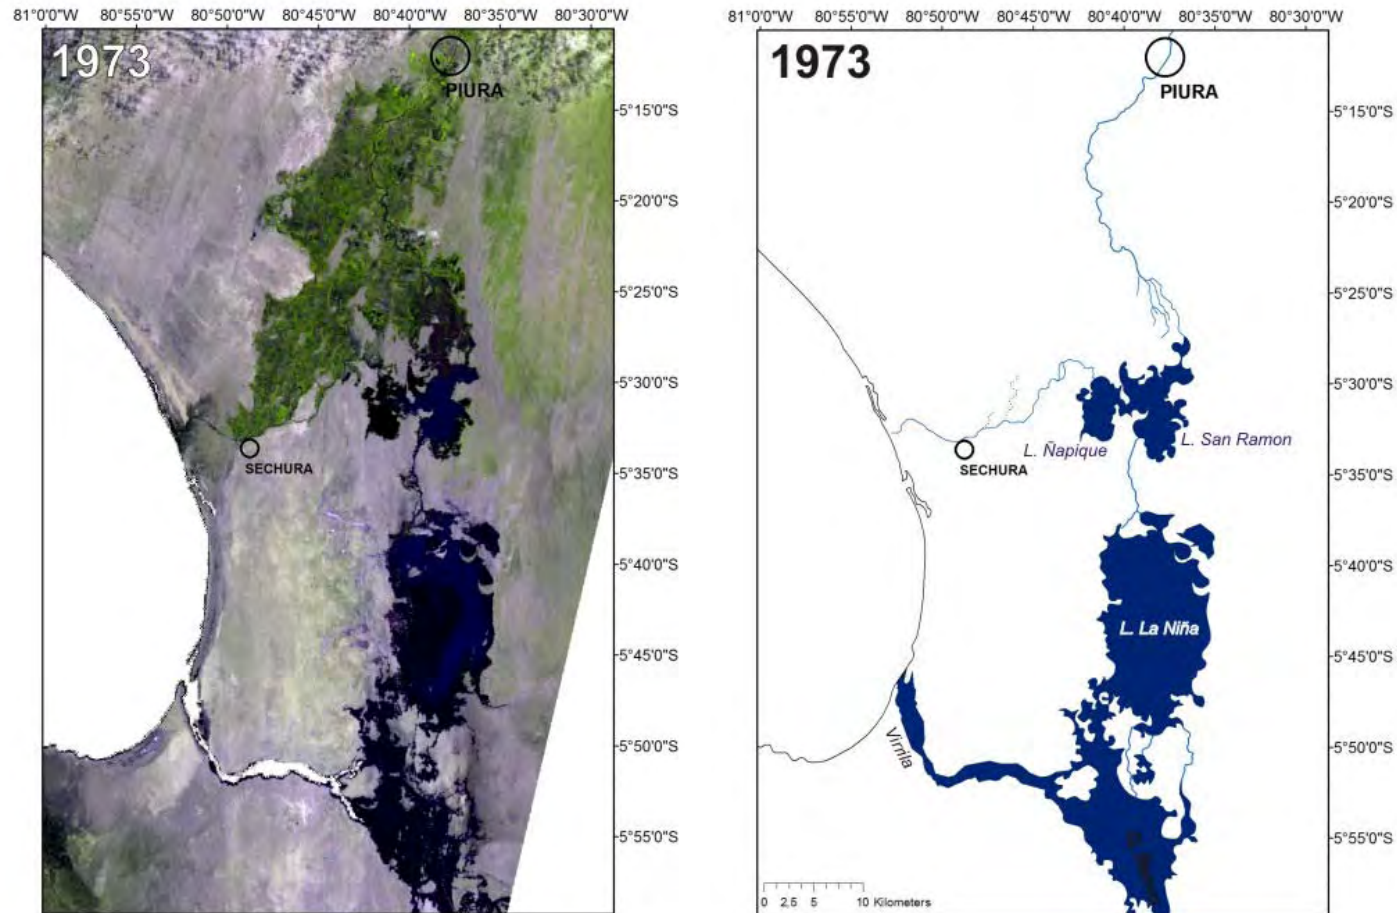 81°0'0"W 80°55'0"W 80°50'0"W 80°45'0"W 80°40'0"W 80°35'0"W 80°30'0"W
1973
PIURA
5°15'0"S
5°20'0"S
5°25'0"S
5°30'0"S
SECHURA
5°35'0"S
5°40'0"S
5°45'0"S
5°50'0"S
5°55'0"S
81°0'0"W 80°55'0"W 80°50'0"W 80°45'0"W 80°40'0"W 80°35'0"W 80°30'0"W
1973
PIURA
5°15'0"S
5°20'0"S
5°25'0"S
5°30'0"S
L. San Ramon
L. Ñapique
SECHURA
5°35'0"S
5°40'0"S
L. La Niña
5°45'0"S
Virrila
5°50'0"S
5°55'0"S
0 2.5 5 10 Kilometers